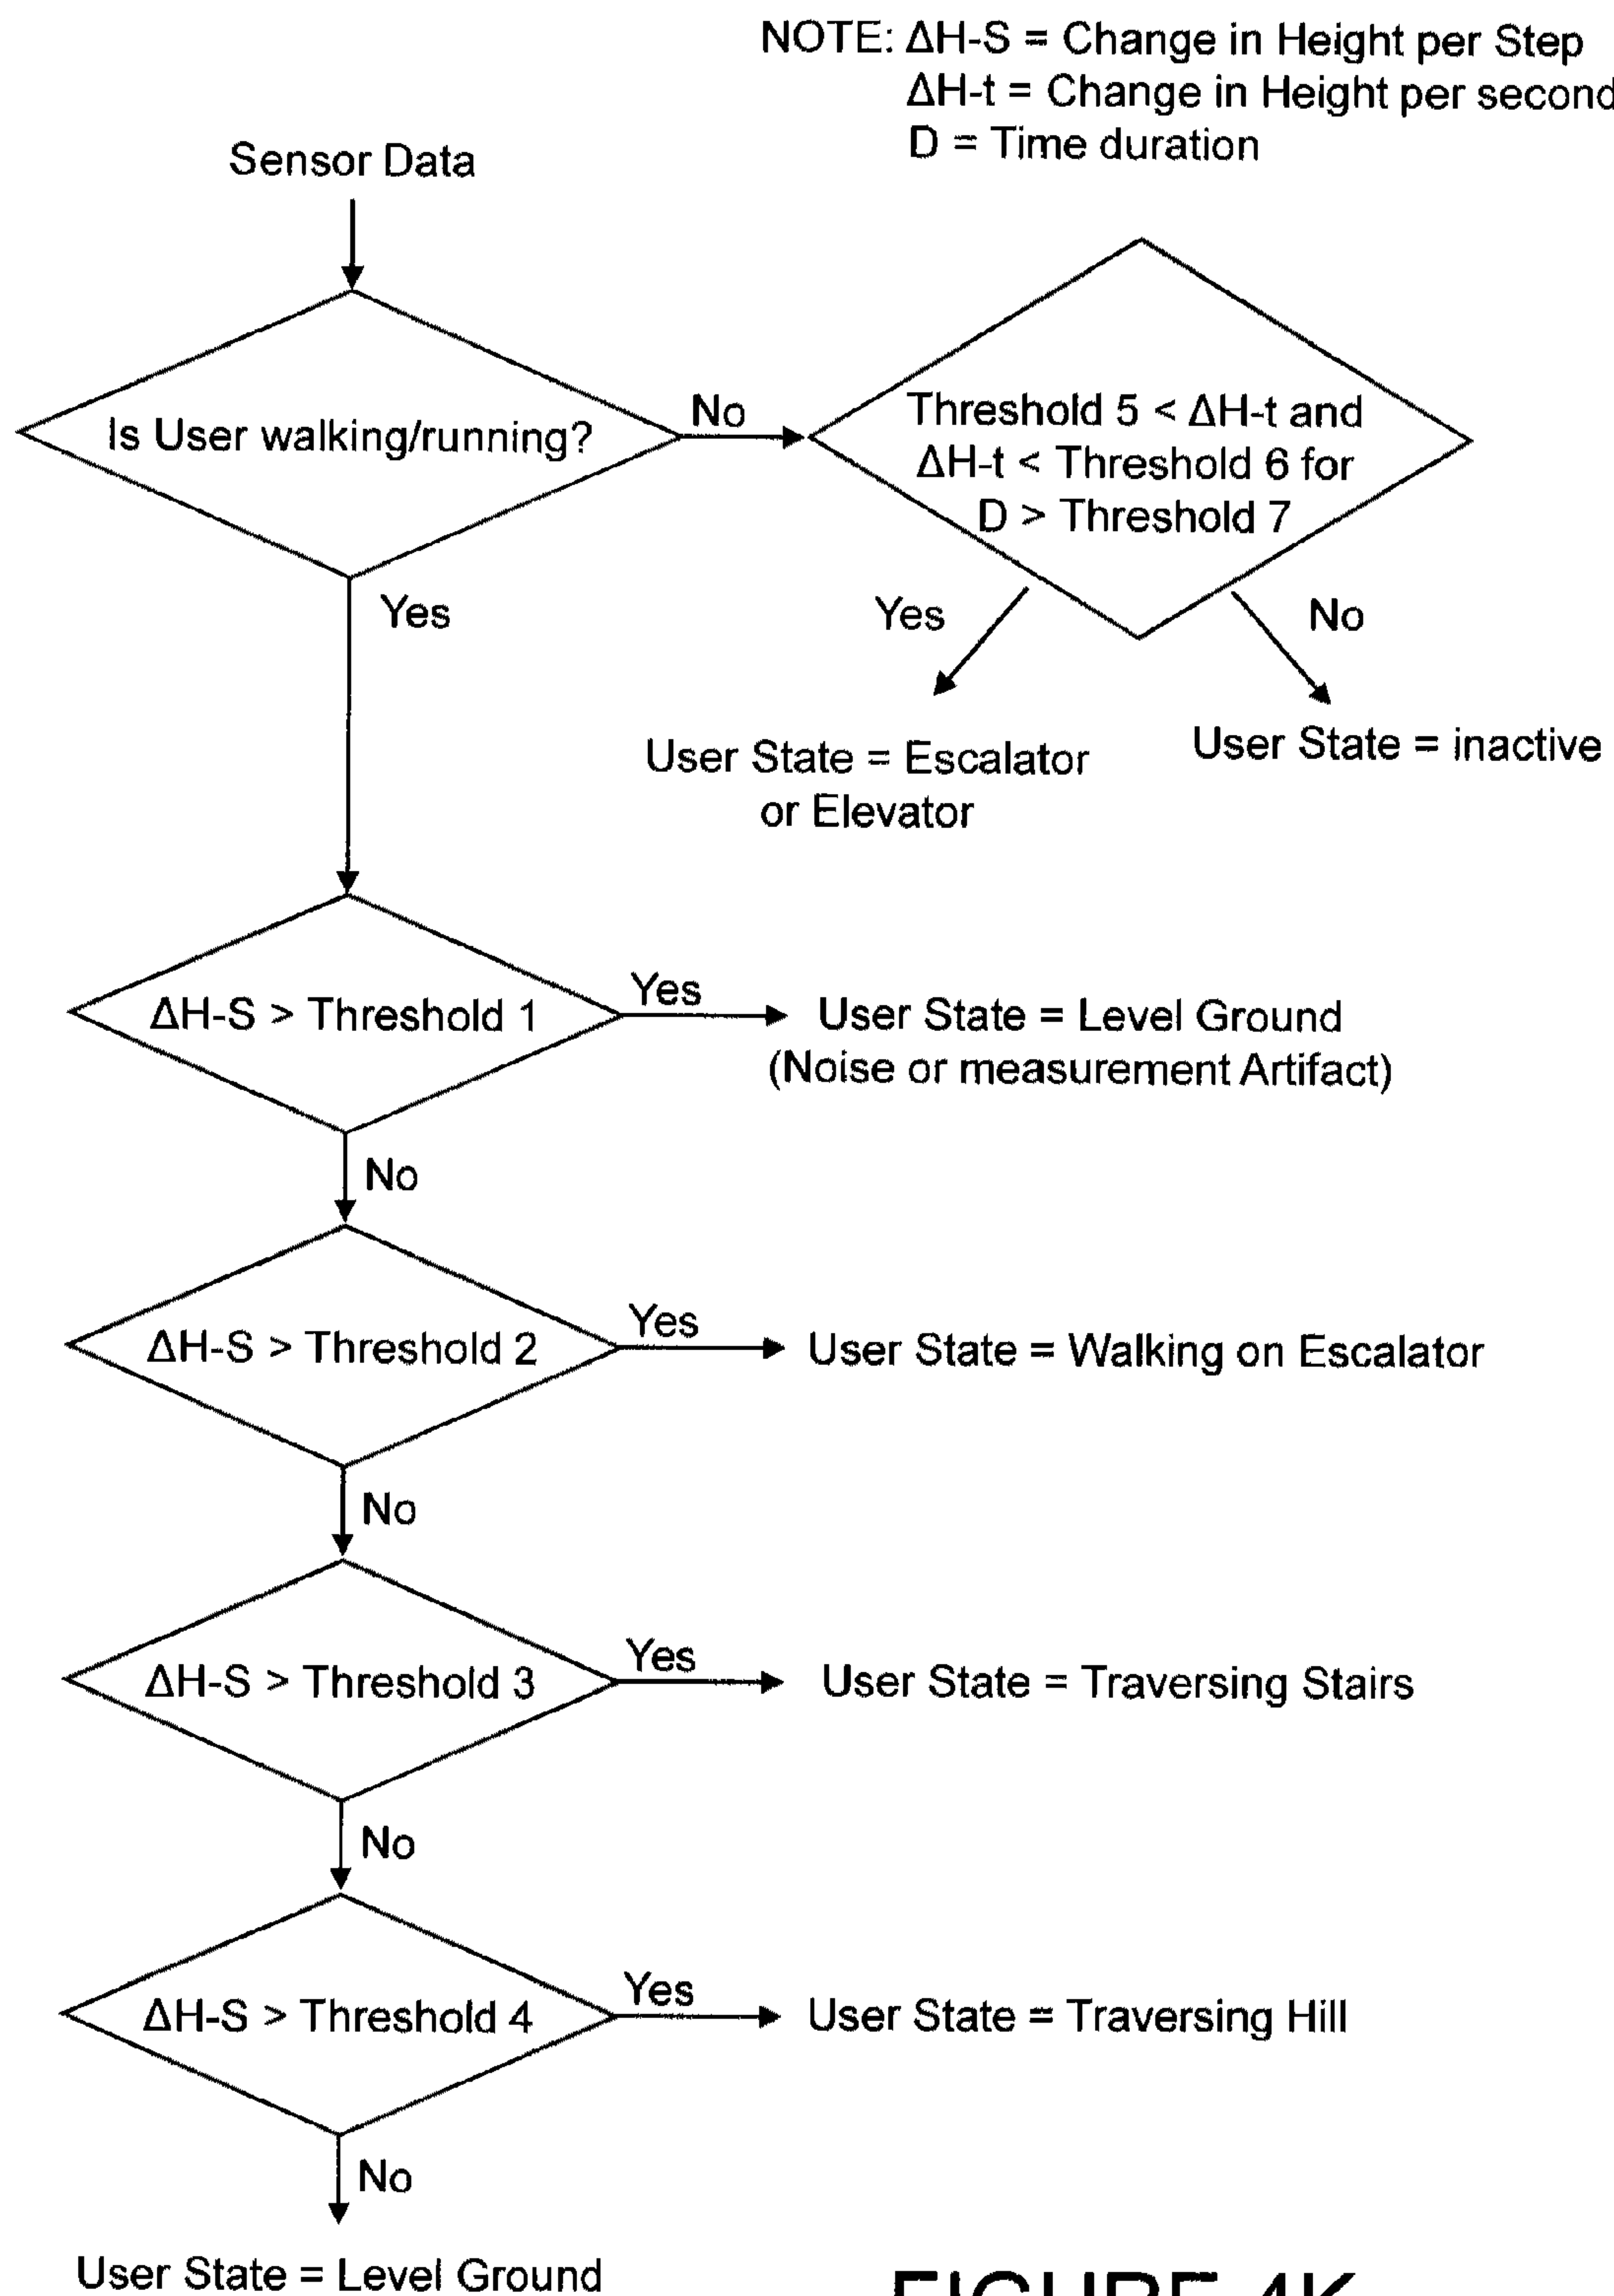 NOTE: ΔH-S = Change in Height per Step
ΔH-t = Change in Height per second
D = Time duration
Sensor Data
Is User walking/running?
No
Threshold 5 < ΔH-t and
ΔH-t < Threshold 6 for
D > Threshold 7
Yes
Yes
No
User State = Escalator
or Elevator
User State = inactive
ΔH-S > Threshold 1
Yes
User State = Level Ground
(Noise or measurement Artifact)
No
ΔH-S > Threshold 2
Yes
User State = Walking on Escalator
No
ΔH-S > Threshold 3
Yes
User State = Traversing Stairs
No
ΔH-S > Threshold 4
Yes
User State = Traversing Hill
No
User State = Level Ground
FIGURE 4K